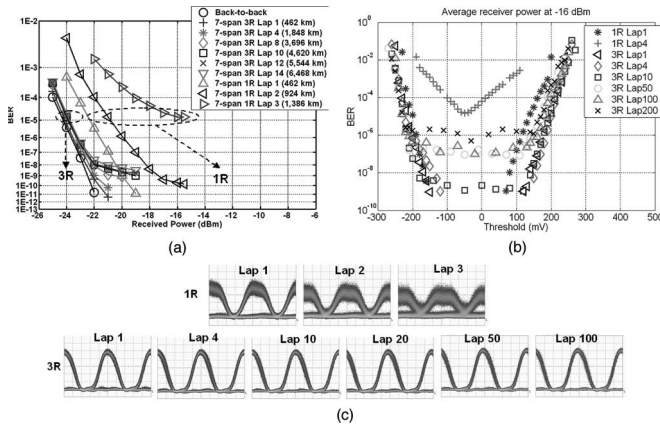 (a)
1E-2
1E-3
1E-4
1E-5
1E-6
1E-7
1E-8
1E-9
1E-10
1E-11
1E-12
1E-13
BER
-26 -24 -22 -20 -18 -16 -14 -12 -10 -8 -6
Received Power (dBm)
3R
1R
Back-to-back
7-span 3R Lap 1 (462 km)
7-span 3R Lap 4 (1,848 km)
7-span 3R Lap 8 (3,696 km)
7-span 3R Lap 10 (4,620 km)
7-span 3R Lap 12 (5,544 km)
7-span 3R Lap 14 (6,468 km)
7-span 1R Lap 1 (462 km)
7-span 1R Lap 2 (924 km)
7-span 1R Lap 3 (1,386 km)
(a)
(b)
Average receiver power at -16 dBm
10⁰
10⁻²
10⁻⁴
10⁻⁶
10⁻⁸
10⁻¹⁰
BER
-300 -200 -100 0 100 200 300 400 500
Threshold (mV)
1R Lap1
1R Lap4
3R Lap1
3R Lap4
Lap10
Lap50
Lap100
Lap200
(b)
1R
Lap 1 Lap 2 Lap 3
3R
Lap 1 Lap 4 Lap 10 Lap 20 Lap 50 Lap 100
(c)